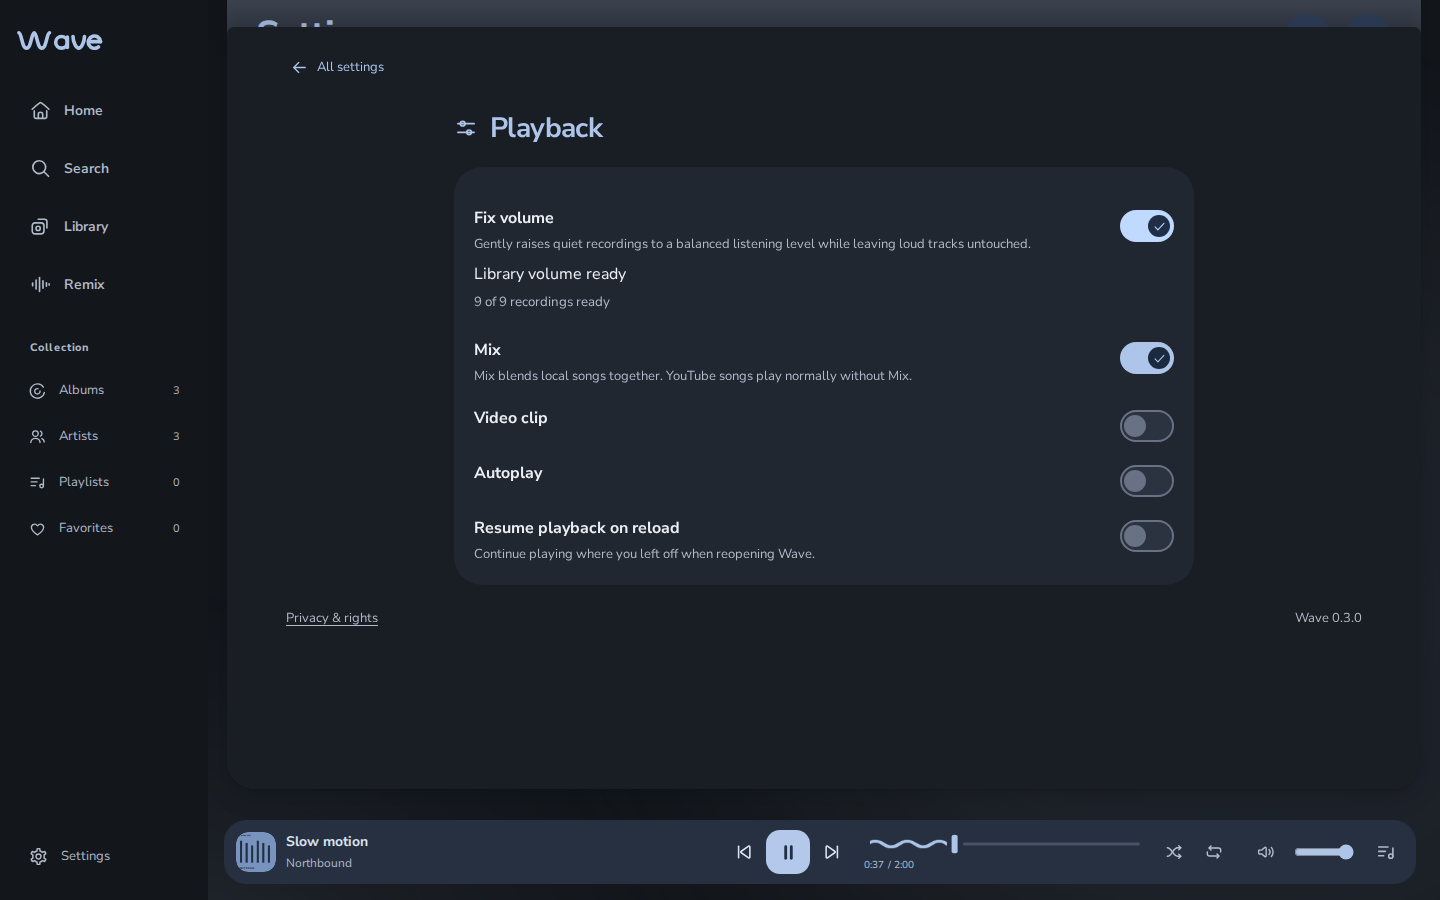 Wave
Home
Search
Library
Remix
Collection
Albums 3
Artists 3
Playlists 0
Favorites 0
Settings
All settings
Playback
Fix volume
Gently raises quiet recordings to a balanced listening level while leaving loud tracks untouched.
Library volume ready
9 of 9 recordings ready
Mix
Mix blends local songs together. YouTube songs play normally without Mix.
Video clip
Autoplay
Resume playback on reload
Continue playing where you left off when reopening Wave.
Privacy & rights
Wave 0.3.0
Slow motion
Northbound
0:37 / 2:00